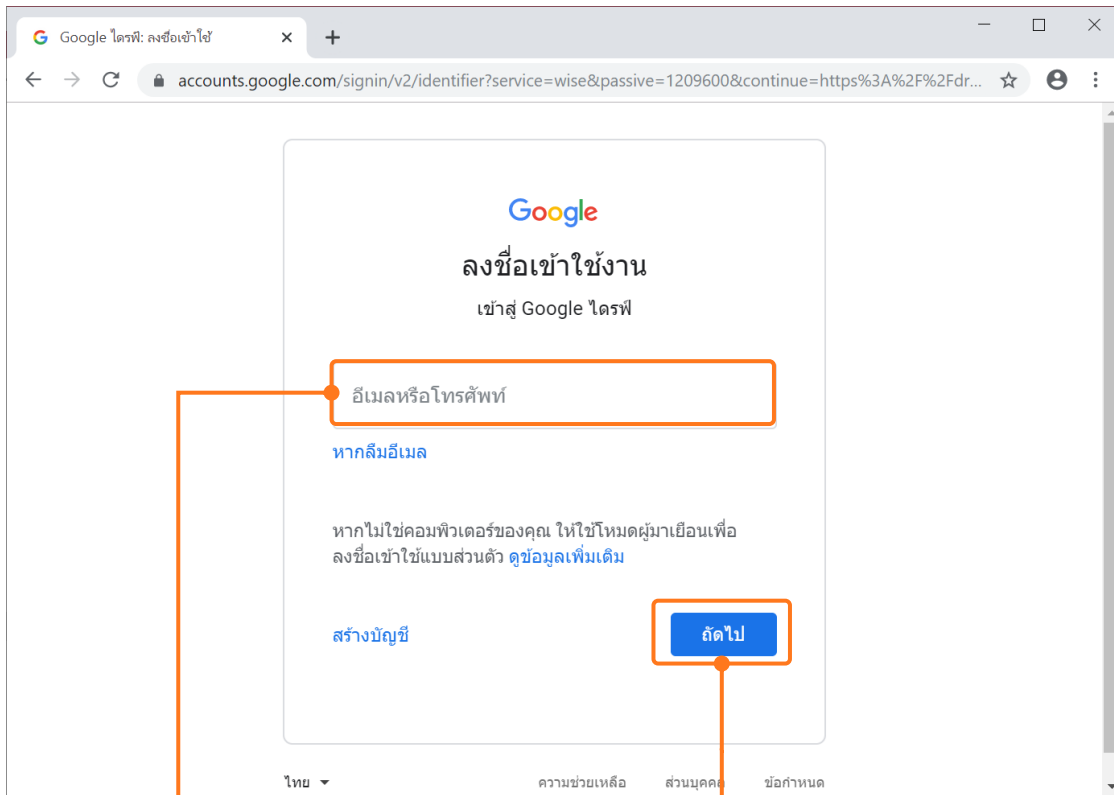 Google ไดรฟ์: ลงชื่อเข้าใช้
accounts.google.com/signin/v2/identifier?service=wise&passive=1209600&continue=https%3A%2F%2Fdr...
Google
ลงชื่อเข้าใช้งาน
เข้าสู่ Google ไดรฟ์
อีเมลหรือโทรศัพท์
หากลืมอีเมล
หากไม่ใช่คอมพิวเตอร์ของคุณ ให้ใช้โหมดผู้มาเยือนเพื่อ
ลงชื่อเข้าใช้แบบส่วนตัว ดูข้อมูลเพิ่มเติม
สร้างบัญชี
ถัดไป
ไทย
ความช่วยเหลือ ส่วนบุคคล ข้อกำหนด